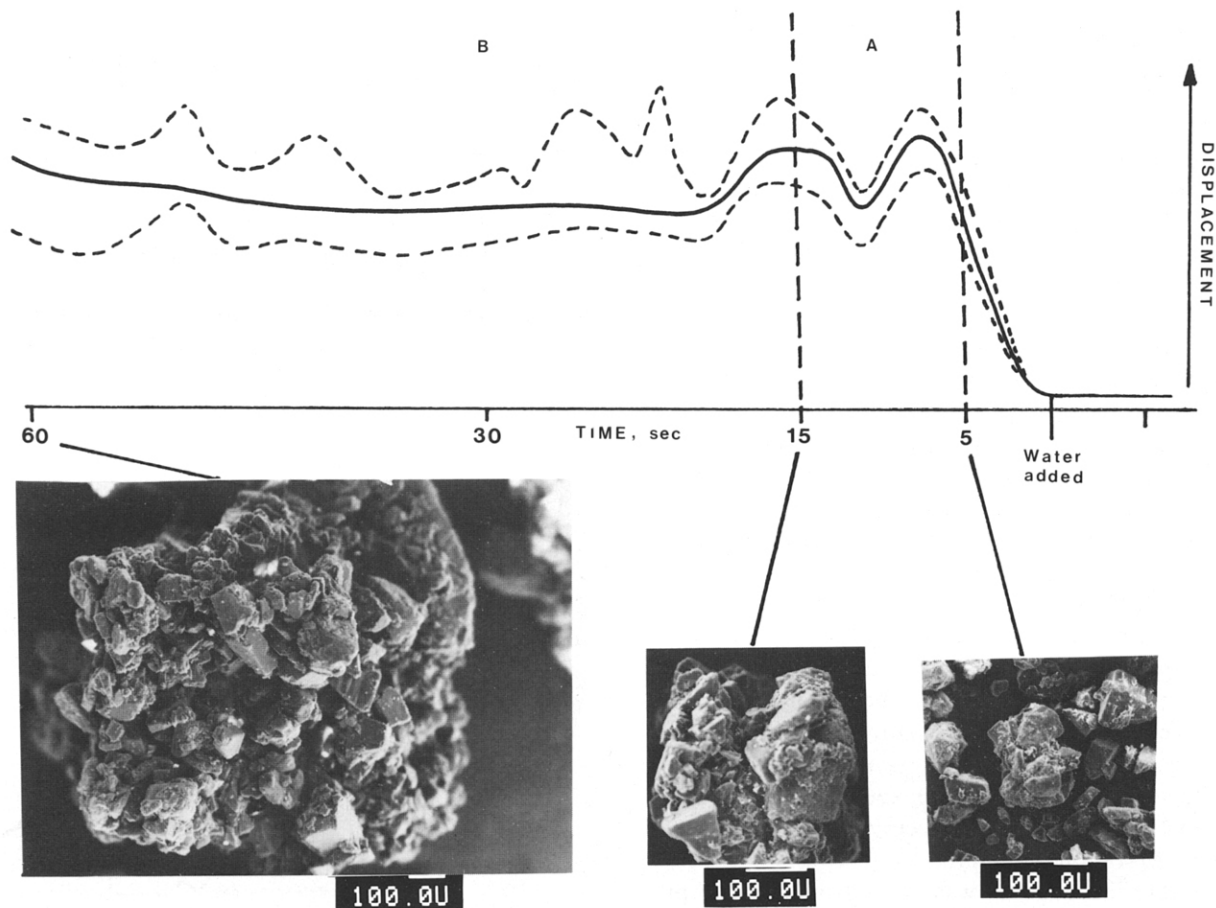 B
A
DISPLACEMENT
60
30
TIME, sec
15
5
Water
added
100.0U
100.0U
100.0U